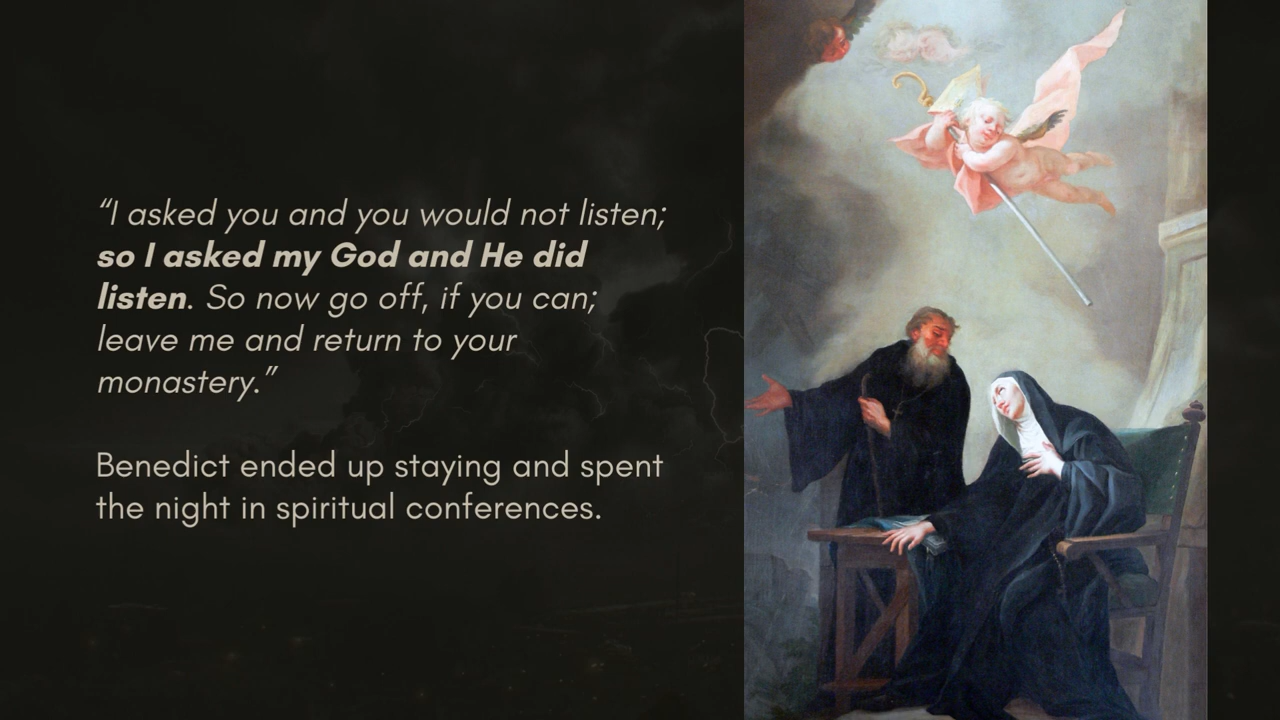 “I asked you and you would not listen;
so I asked my God and He did
listen. So now go off, if you can;
leave me and return to your
monastery.”
Benedict ended up staying and spent
the night in spiritual conferences.